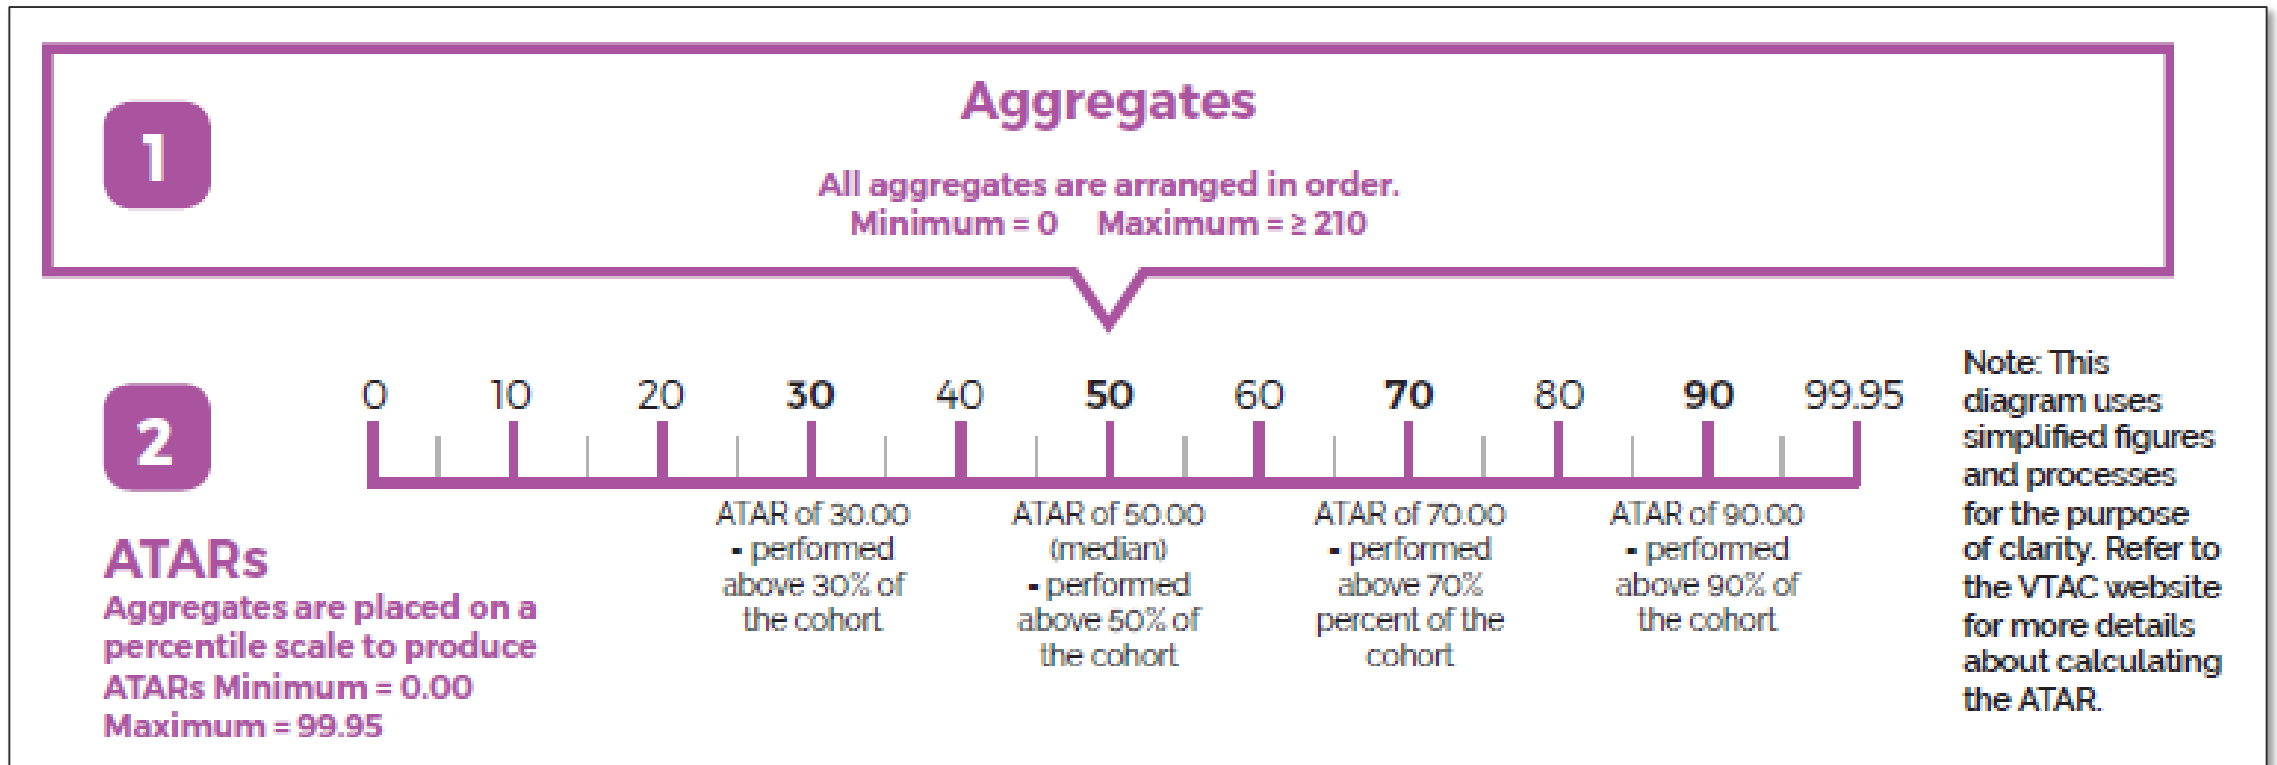 1
Aggregates
All aggregates are arranged in order.
Minimum = 0 Maximum = ≥ 210
2
0 10 20 30 40 50 60 70 80 90 99.95
ATARs
Aggregates are placed on a
percentile scale to produce
ATARs Minimum = 0.00
Maximum = 99.95
ATAR of 30.00
- performed
above 30% of
the cohort
ATAR of 50.00
(median)
- performed
above 50% of
the cohort
ATAR of 70.00
- performed
above 70%
percent of the
cohort
ATAR of 90.00
- performed
above 90% of
the cohort
Note: This
diagram uses
simplified figures
and processes
for the purpose
of clarity. Refer to
the VTAC website
for more details
about calculating
the ATAR.